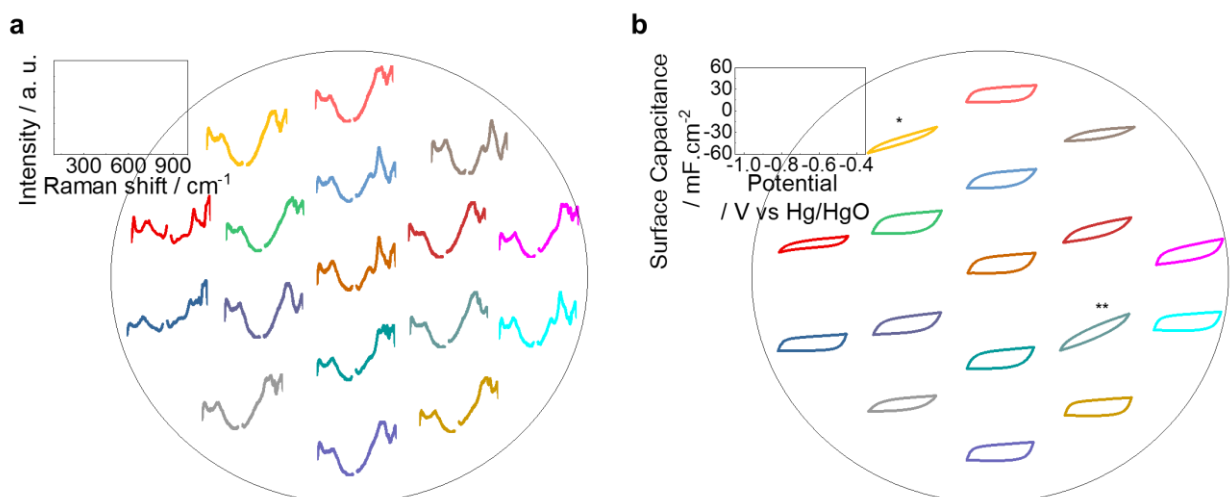 a
Intensity / a. u.
300 600 900
Raman shift / cm-1
b
Surface Capacitance
/ mF.cm-2
60
30
0
-30
-60
-1.0 -0.8 -0.6 -0.4
Potential
/ V vs Hg/HgO
*
**